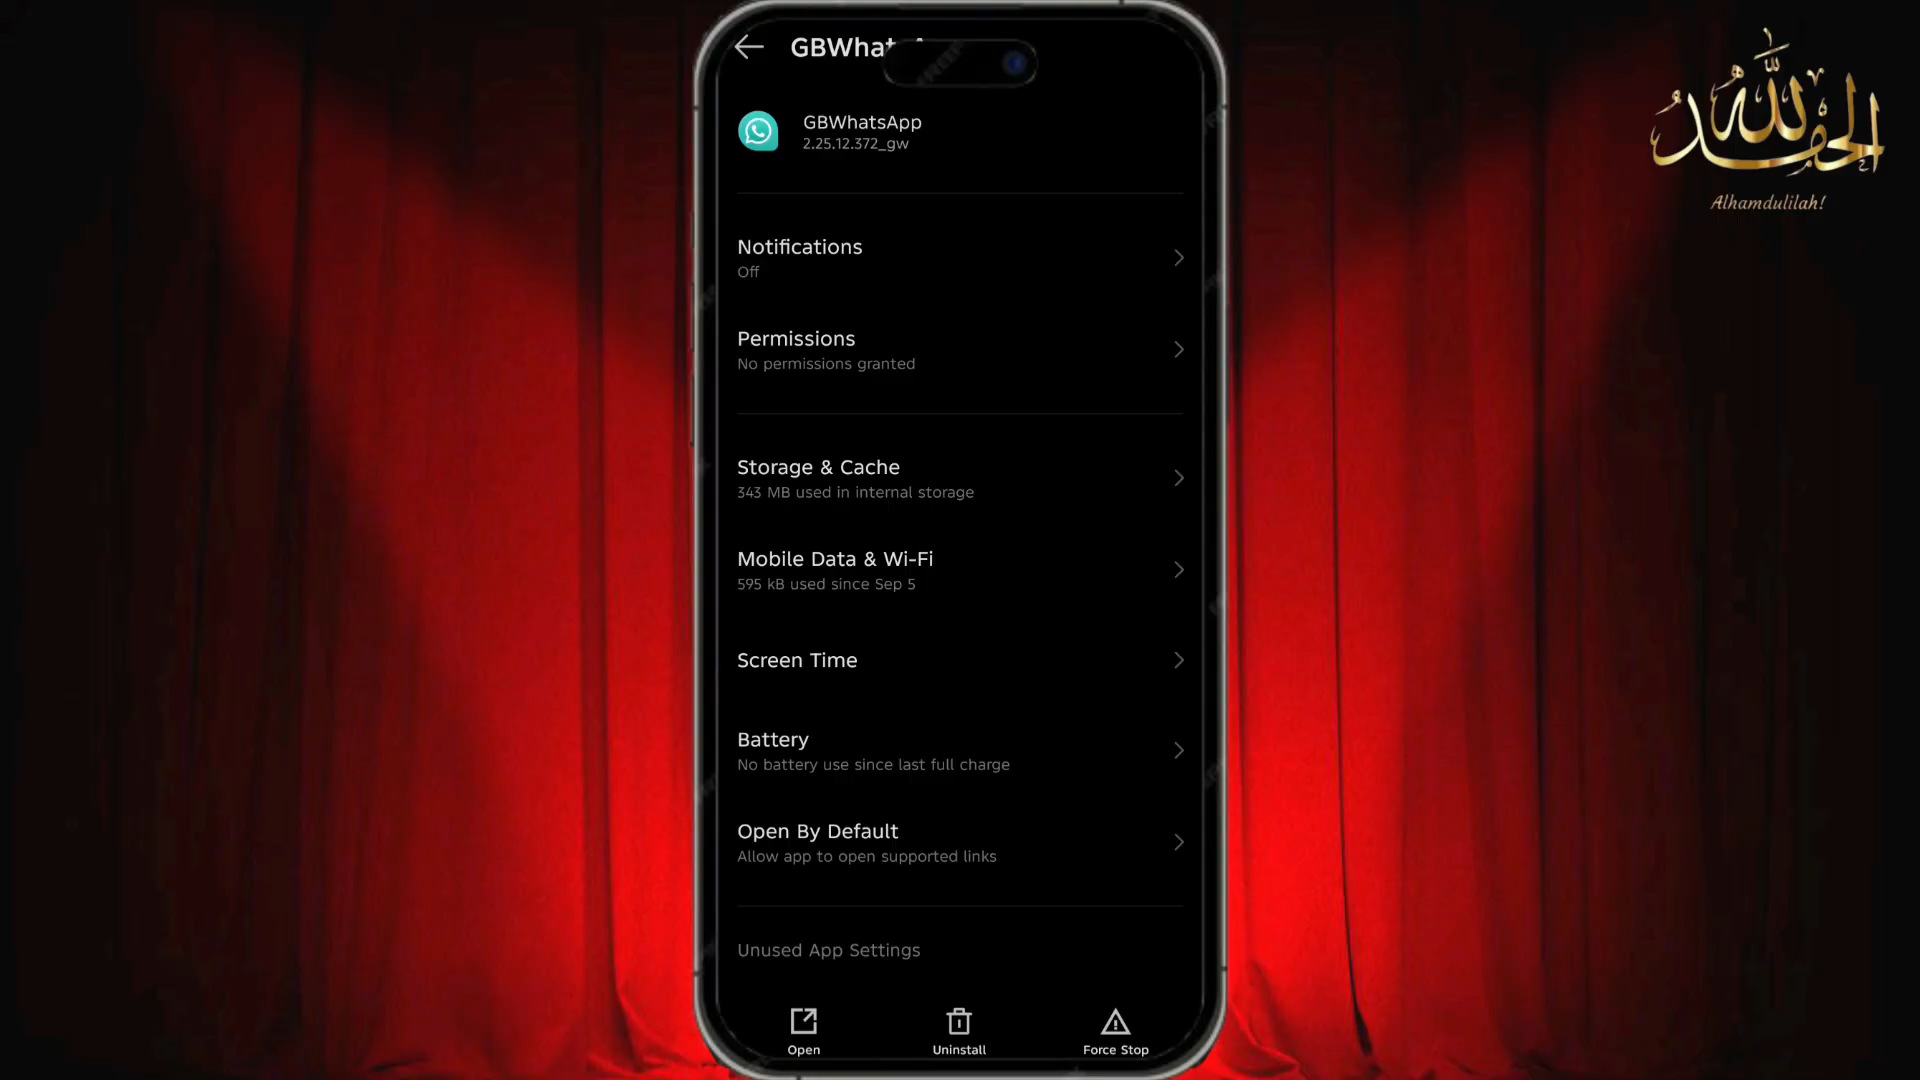 GBWhat
GBWhatsApp
2.25.12.372_gw
Notifications
Off
Permissions
No permissions granted
Storage & Cache
343 MB used in internal storage
Mobile Data & Wi-Fi
595 kB used since Sep 5
Screen Time
Battery
No battery use since last full charge
Open By Default
Allow app to open supported links
Unused App Settings
Open
Uninstall
Force Stop
الحمد لله
Alhamdulilah!